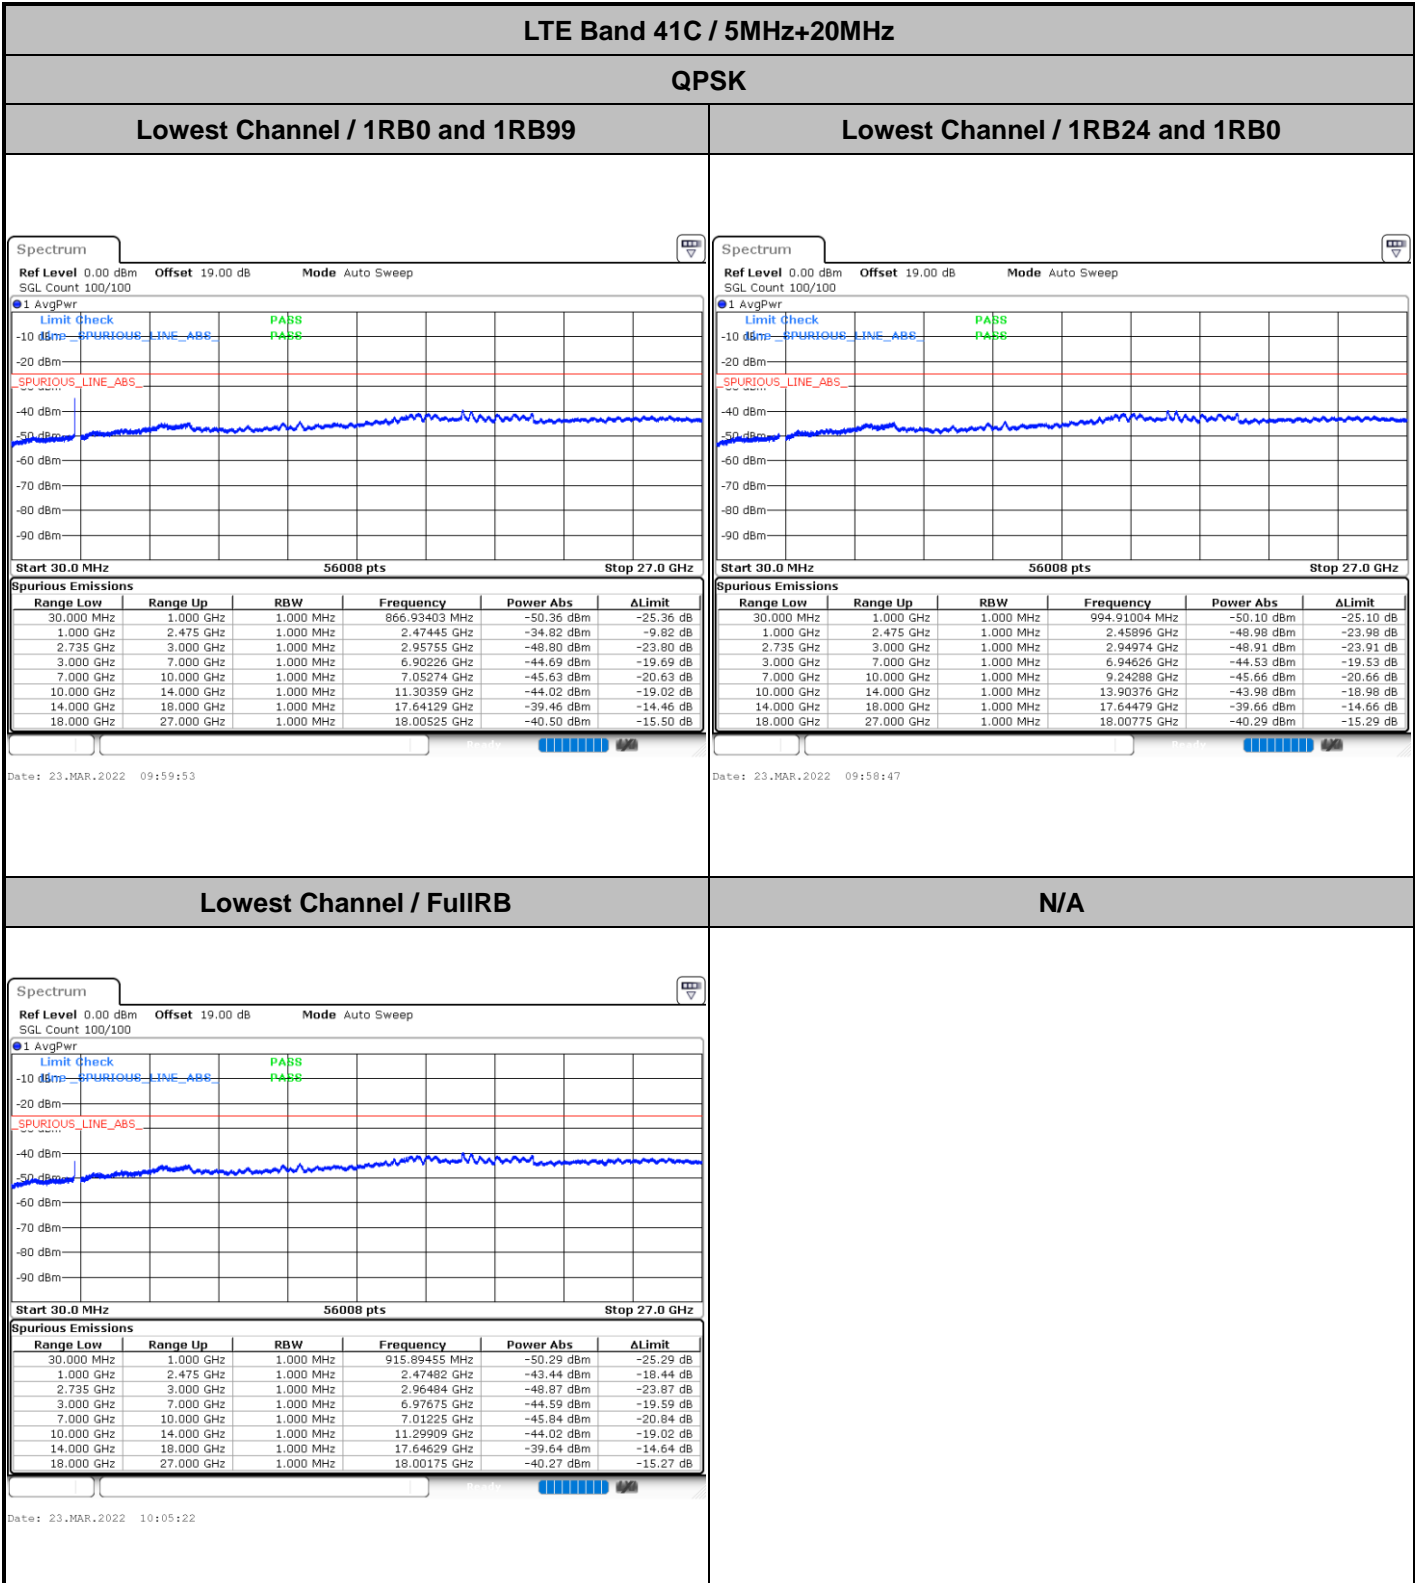 LTE Band 41C / 5MHz+20MHz
QPSK
Lowest Channel / 1RB0 and 1RB99
Lowest Channel / 1RB24 and 1RB0
Spectrum
Ref Level 0.00 dBm Offset 19.00 dB Mode Auto Sweep
SGL Count 100/100
1 AvgPwr
Limit Check PASS
Line _SPURIOUS_LINE_ABS_ PASS
-10 dBm
-20 dBm
_SPURIOUS_LINE_ABS_
-40 dBm
-50 dBm
-60 dBm
-70 dBm
-80 dBm
-90 dBm
Start 30.0 MHz 56008 pts Stop 27.0 GHz
Spurious Emissions
Range Low Range Up RBW Frequency Power Abs ΔLimit
30.000 MHz 1.000 GHz 1.000 MHz 866.93403 MHz -50.36 dBm -25.36 dB
1.000 GHz 2.475 GHz 1.000 MHz 2.47445 GHz -34.82 dBm -9.82 dB
2.735 GHz 3.000 GHz 1.000 MHz 2.95755 GHz -48.80 dBm -23.80 dB
3.000 GHz 7.000 GHz 1.000 MHz 6.90226 GHz -44.69 dBm -19.69 dB
7.000 GHz 10.000 GHz 1.000 MHz 7.05274 GHz -45.63 dBm -20.63 dB
10.000 GHz 14.000 GHz 1.000 MHz 11.30359 GHz -44.02 dBm -19.02 dB
14.000 GHz 18.000 GHz 1.000 MHz 17.64129 GHz -39.46 dBm -14.46 dB
18.000 GHz 27.000 GHz 1.000 MHz 18.00525 GHz -40.50 dBm -15.50 dB
Ready
Date: 23.MAR.2022 09:59:53
Spectrum
Ref Level 0.00 dBm Offset 19.00 dB Mode Auto Sweep
SGL Count 100/100
1 AvgPwr
Limit Check PASS
Line _SPURIOUS_LINE_ABS_ PASS
-10 dBm
-20 dBm
_SPURIOUS_LINE_ABS_
-40 dBm
-50 dBm
-60 dBm
-70 dBm
-80 dBm
-90 dBm
Start 30.0 MHz 56008 pts Stop 27.0 GHz
Spurious Emissions
Range Low Range Up RBW Frequency Power Abs ΔLimit
30.000 MHz 1.000 GHz 1.000 MHz 994.91004 MHz -50.10 dBm -25.10 dB
1.000 GHz 2.475 GHz 1.000 MHz 2.45896 GHz -48.98 dBm -23.98 dB
2.735 GHz 3.000 GHz 1.000 MHz 2.94974 GHz -48.91 dBm -23.91 dB
3.000 GHz 7.000 GHz 1.000 MHz 6.94626 GHz -44.53 dBm -19.53 dB
7.000 GHz 10.000 GHz 1.000 MHz 9.24288 GHz -45.66 dBm -20.66 dB
10.000 GHz 14.000 GHz 1.000 MHz 13.90376 GHz -43.98 dBm -18.98 dB
14.000 GHz 18.000 GHz 1.000 MHz 17.64479 GHz -39.66 dBm -14.66 dB
18.000 GHz 27.000 GHz 1.000 MHz 18.00775 GHz -40.29 dBm -15.29 dB
Ready
Date: 23.MAR.2022 09:58:47
Lowest Channel / FullRB
N/A
Spectrum
Ref Level 0.00 dBm Offset 19.00 dB Mode Auto Sweep
SGL Count 100/100
1 AvgPwr
Limit Check PASS
Line _SPURIOUS_LINE_ABS_ PASS
-10 dBm
-20 dBm
_SPURIOUS_LINE_ABS_
-40 dBm
-50 dBm
-60 dBm
-70 dBm
-80 dBm
-90 dBm
Start 30.0 MHz 56008 pts Stop 27.0 GHz
Spurious Emissions
Range Low Range Up RBW Frequency Power Abs ΔLimit
30.000 MHz 1.000 GHz 1.000 MHz 915.89455 MHz -50.29 dBm -25.29 dB
1.000 GHz 2.475 GHz 1.000 MHz 2.47482 GHz -43.44 dBm -18.44 dB
2.735 GHz 3.000 GHz 1.000 MHz 2.96484 GHz -48.87 dBm -23.87 dB
3.000 GHz 7.000 GHz 1.000 MHz 6.97675 GHz -44.59 dBm -19.59 dB
7.000 GHz 10.000 GHz 1.000 MHz 7.01225 GHz -45.84 dBm -20.84 dB
10.000 GHz 14.000 GHz 1.000 MHz 11.29909 GHz -44.02 dBm -19.02 dB
14.000 GHz 18.000 GHz 1.000 MHz 17.64629 GHz -39.64 dBm -14.64 dB
18.000 GHz 27.000 GHz 1.000 MHz 18.00175 GHz -40.27 dBm -15.27 dB
Ready
Date: 23.MAR.2022 10:05:22